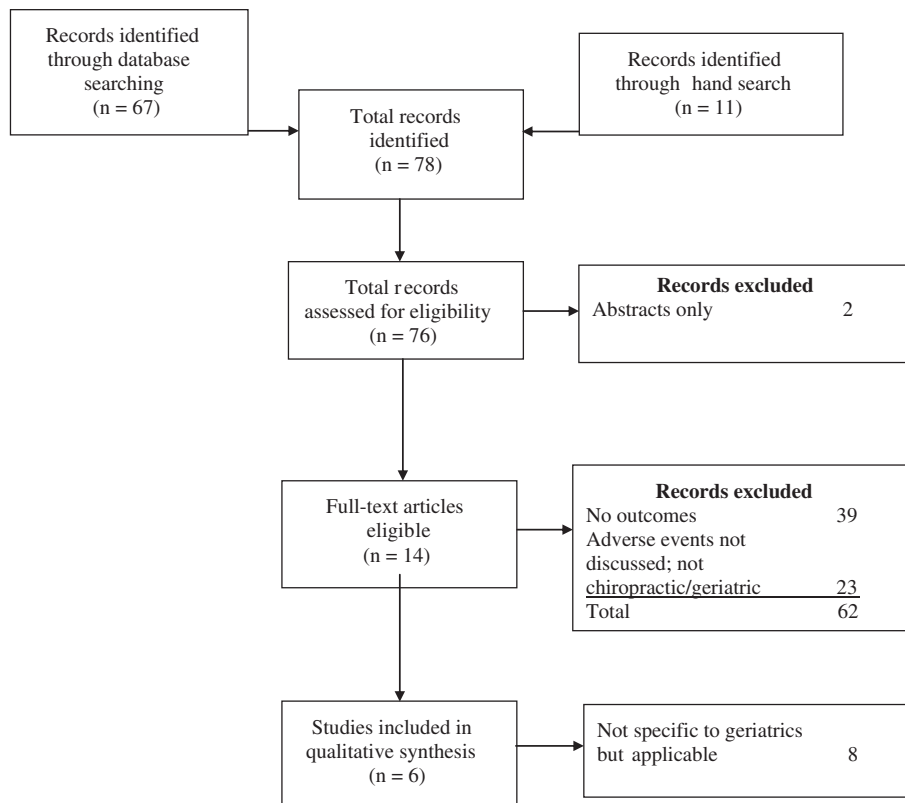 Records identified
through database
searching
(n = 67)
Records identified
through hand search
(n = 11)
Total records
identified
(n = 78)
Total records
assessed for eligibility
(n = 76)
Records excluded
Abstracts only 2
Full-text articles
eligible
(n = 14)
Records excluded
No outcomes 39
Adverse events not
discussed; not
chiropractic/geriatric 23
Total 62
Studies included in
qualitative synthesis
(n = 6)
Not specific to geriatrics
but applicable 8